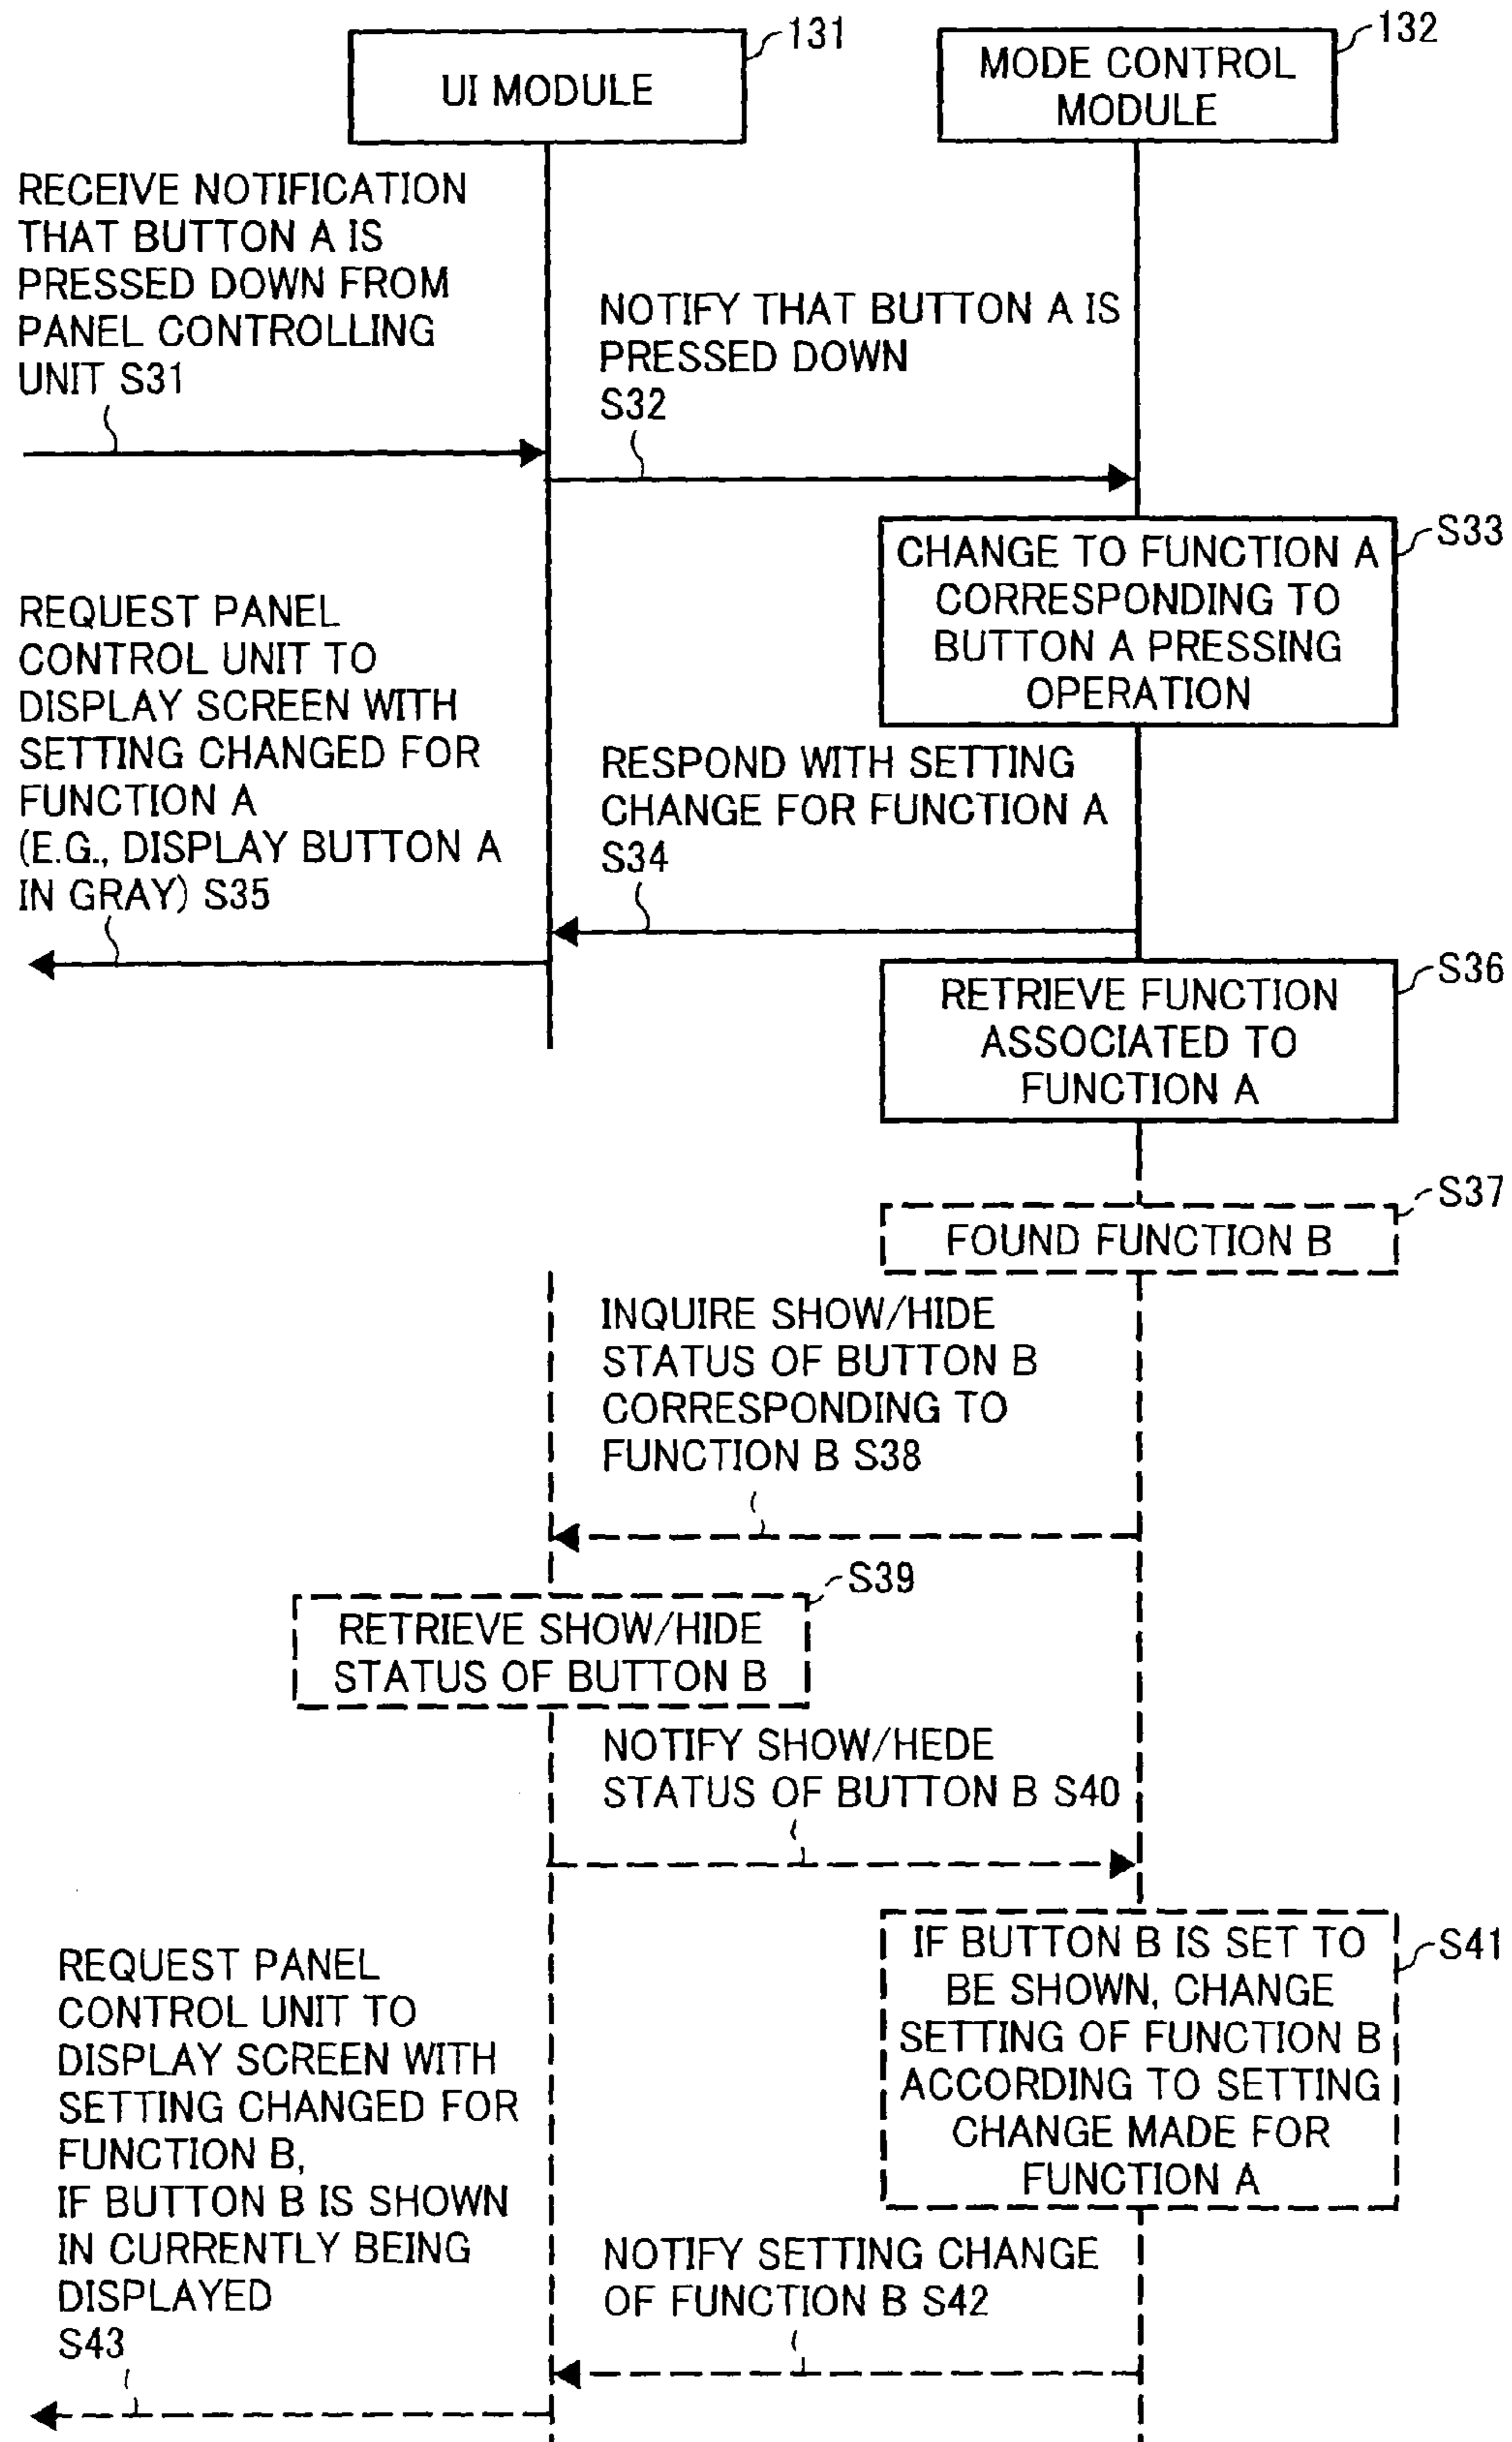 131
UI MODULE
132
MODE CONTROL
MODULE
RECEIVE NOTIFICATION
THAT BUTTON A IS
PRESSED DOWN FROM
PANEL CONTROLLING
UNIT S31
NOTIFY THAT BUTTON A IS
PRESSED DOWN
S32
S33
CHANGE TO FUNCTION A
CORRESPONDING TO
BUTTON A PRESSING
OPERATION
RESPOND WITH SETTING
CHANGE FOR FUNCTION A
S34
REQUEST PANEL
CONTROL UNIT TO
DISPLAY SCREEN WITH
SETTING CHANGED FOR
FUNCTION A
(E.G., DISPLAY BUTTON A
IN GRAY) S35
S36
RETRIEVE FUNCTION
ASSOCIATED TO
FUNCTION A
S37
FOUND FUNCTION B
INQUIRE SHOW/HIDE
STATUS OF BUTTON B
CORRESPONDING TO
FUNCTION B S38
S39
RETRIEVE SHOW/HIDE
STATUS OF BUTTON B
NOTIFY SHOW/HEDE
STATUS OF BUTTON B S40
S41
IF BUTTON B IS SET TO
BE SHOWN, CHANGE
SETTING OF FUNCTION B
ACCORDING TO SETTING
CHANGE MADE FOR
FUNCTION A
NOTIFY SETTING CHANGE
OF FUNCTION B S42
REQUEST PANEL
CONTROL UNIT TO
DISPLAY SCREEN WITH
SETTING CHANGED FOR
FUNCTION B,
IF BUTTON B IS SHOWN
IN CURRENTLY BEING
DISPLAYED
S43